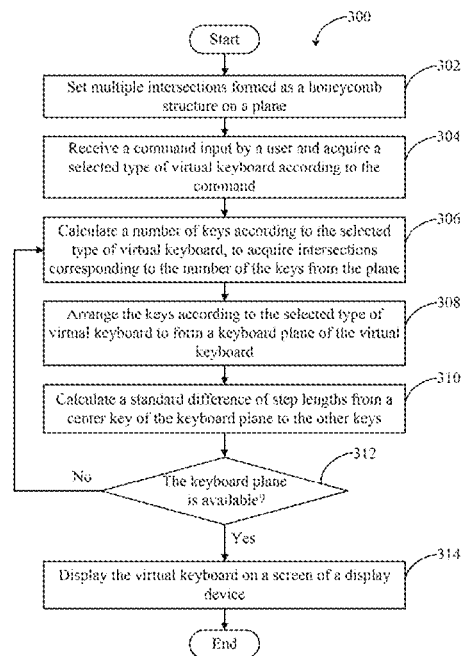 300
Start
302
Set multiple intersections formed as a honeycomb
structure on a plane
304
Receive a command input by a user and acquire a
selected type of virtual keyboard according to the
command
306
Calculate a number of keys according to the selected
type of virtual keyboard, to acquire intersections
corresponding to the number of the keys from the plane
308
Arrange the keys according to the selected type of
virtual keyboard to form a keyboard plane of the virtual
keyboard
310
Calculate a standard difference of step lengths from a
center key of the keyboard plane to the other keys
312
No
The keyboard plane
is available?
Yes
314
Display the virtual keyboard on a screen of a display
device
End